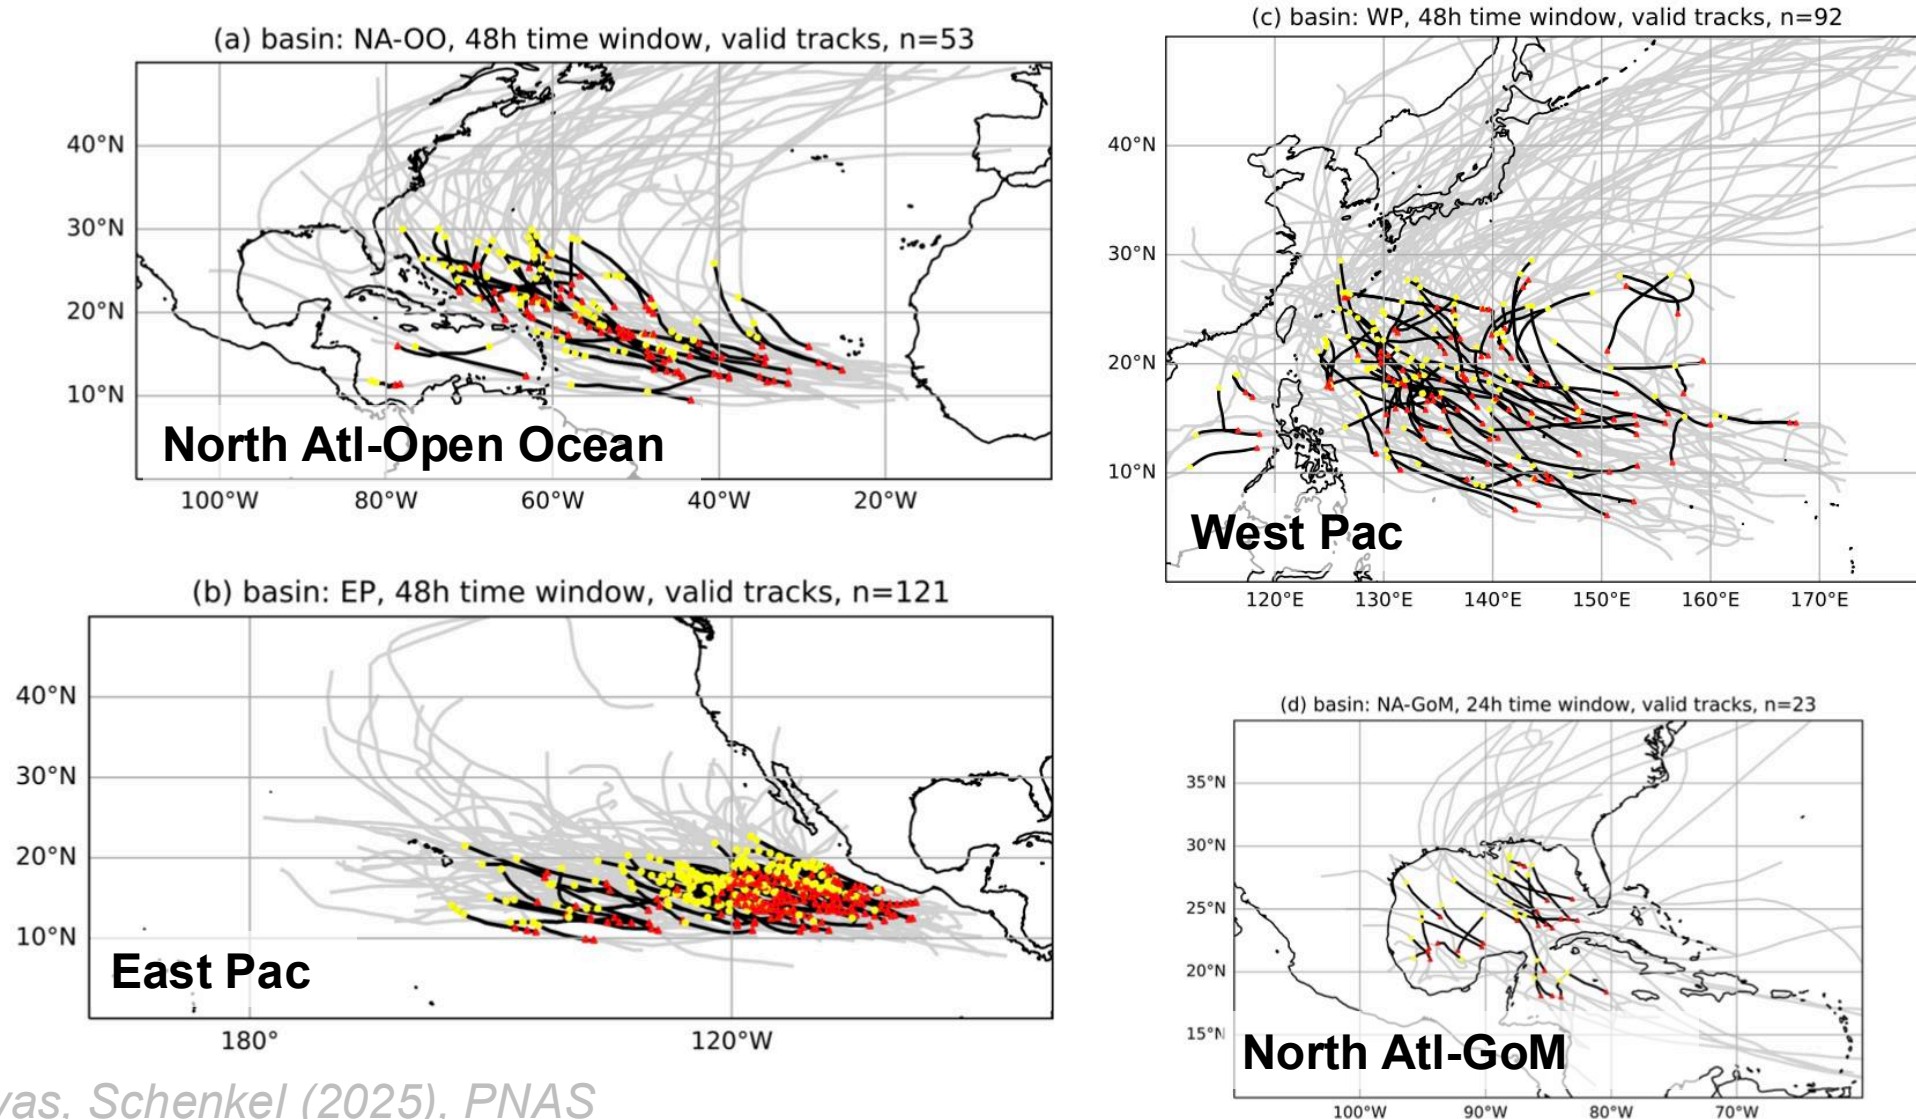 (a) basin: NA-OO, 48h time window, valid tracks, n=53
40°N
30°N
20°N
10°N
North Atl-Open Ocean
100°W 80°W 60°W 40°W 20°W
(b) basin: EP, 48h time window, valid tracks, n=121
40°N
30°N
20°N
10°N
East Pac
180° 120°W
(c) basin: WP, 48h time window, valid tracks, n=92
40°N
30°N
20°N
10°N
West Pac
120°E 130°E 140°E 150°E 160°E 170°E
(d) basin: NA-GoM, 24h time window, valid tracks, n=23
35°N
30°N
25°N
20°N
15°N
North Atl-GoM
100°W 90°W 80°W 70°W
Schenkel (2025), PNAS